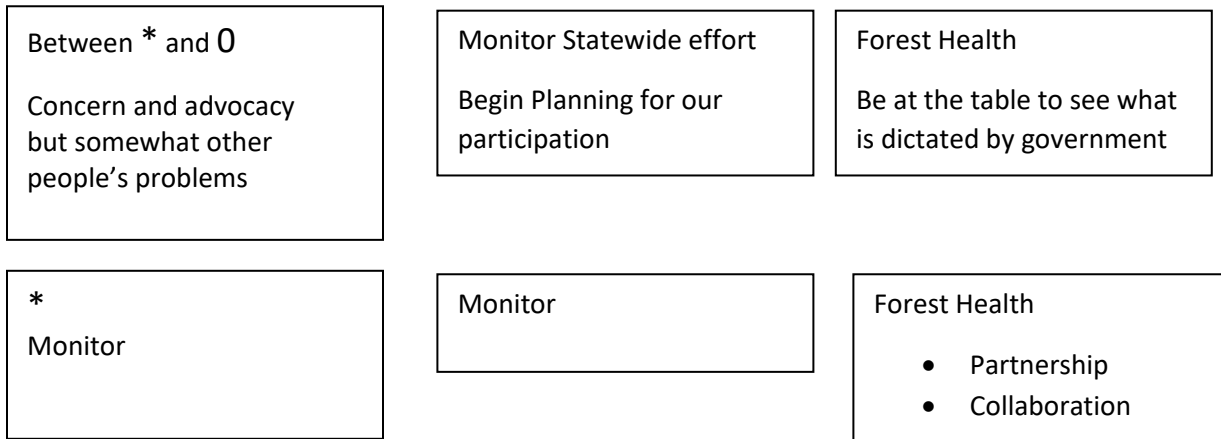 Between * and 0
Concern and advocacy
but somewhat other
people’s problems
Monitor Statewide effort
Begin Planning for our
participation
Forest Health
Be at the table to see what
is dictated by government
*
Monitor
Monitor
Forest Health
• Partnership
• Collaboration